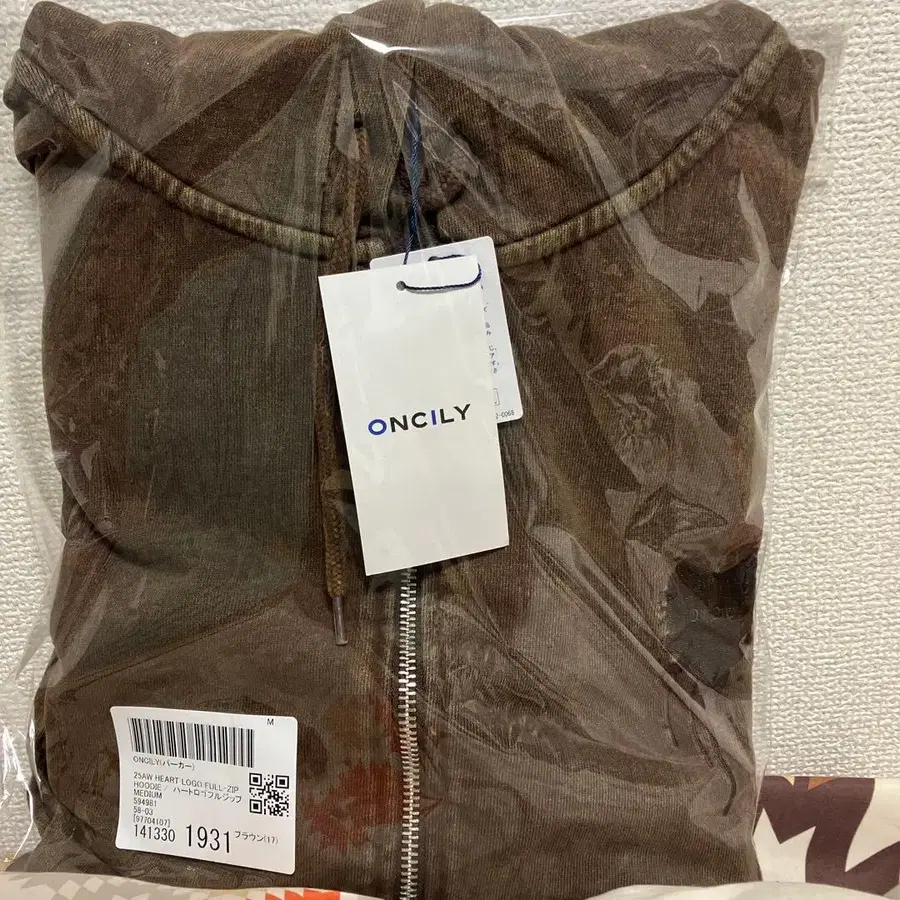 ONCILY
0068
M
ONCILY(パーカー)
25AW HEART LOGO FULL-ZIP
HOODIE／ ハートロゴフルジップ
MEDIUM
594981
58-03
[97704107]
141330 1931 ブラウン(17)